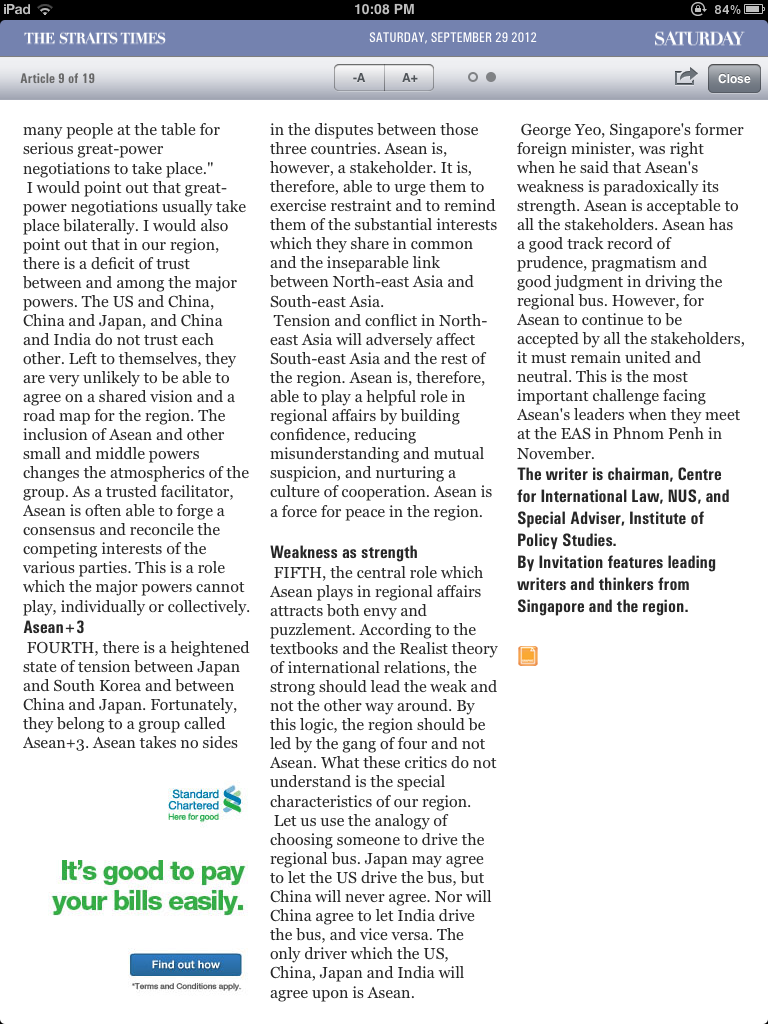 iPad
10:08 PM
84%
THE STRAITS TIMES
SATURDAY, SEPTEMBER 29 2012
SATURDAY
Article 9 of 19
-A
A+
Close
many people at the table for
serious great-power
negotiations to take place."
I would point out that great-
power negotiations usually take
place bilaterally. I would also
point out that in our region,
there is a deficit of trust
between and among the major
powers. The US and China,
China and Japan, and China
and India do not trust each
other. Left to themselves, they
are very unlikely to be able to
agree on a shared vision and a
road map for the region. The
inclusion of Asean and other
small and middle powers
changes the atmospherics of the
group. As a trusted facilitator,
Asean is often able to forge a
consensus and reconcile the
competing interests of the
various parties. This is a role
which the major powers cannot
play, individually or collectively.
Asean+3
FOURTH, there is a heightened
state of tension between Japan
and South Korea and between
China and Japan. Fortunately,
they belong to a group called
Asean+3. Asean takes no sides
Standard
Chartered
Here for good
It's good to pay
your bills easily.
Find out how
*Terms and Conditions apply.
in the disputes between those
three countries. Asean is,
however, a stakeholder. It is,
therefore, able to urge them to
exercise restraint and to remind
them of the substantial interests
which they share in common
and the inseparable link
between North-east Asia and
South-east Asia.
Tension and conflict in North-
east Asia will adversely affect
South-east Asia and the rest of
the region. Asean is, therefore,
able to play a helpful role in
regional affairs by building
confidence, reducing
misunderstanding and mutual
suspicion, and nurturing a
culture of cooperation. Asean is
a force for peace in the region.
Weakness as strength
FIFTH, the central role which
Asean plays in regional affairs
attracts both envy and
puzzlement. According to the
textbooks and the Realist theory
of international relations, the
strong should lead the weak and
not the other way around. By
this logic, the region should be
led by the gang of four and not
Asean. What these critics do not
understand is the special
characteristics of our region.
Let us use the analogy of
choosing someone to drive the
regional bus. Japan may agree
to let the US drive the bus, but
China will never agree. Nor will
China agree to let India drive
the bus, and vice versa. The
only driver which the US,
China, Japan and India will
agree upon is Asean.
George Yeo, Singapore's former
foreign minister, was right
when he said that Asean's
weakness is paradoxically its
strength. Asean is acceptable to
all the stakeholders. Asean has
a good track record of
prudence, pragmatism and
good judgment in driving the
regional bus. However, for
Asean to continue to be
accepted by all the stakeholders,
it must remain united and
neutral. This is the most
important challenge facing
Asean's leaders when they meet
at the EAS in Phnom Penh in
November.
The writer is chairman, Centre
for International Law, NUS, and
Special Adviser, Institute of
Policy Studies.
By Invitation features leading
writers and thinkers from
Singapore and the region.